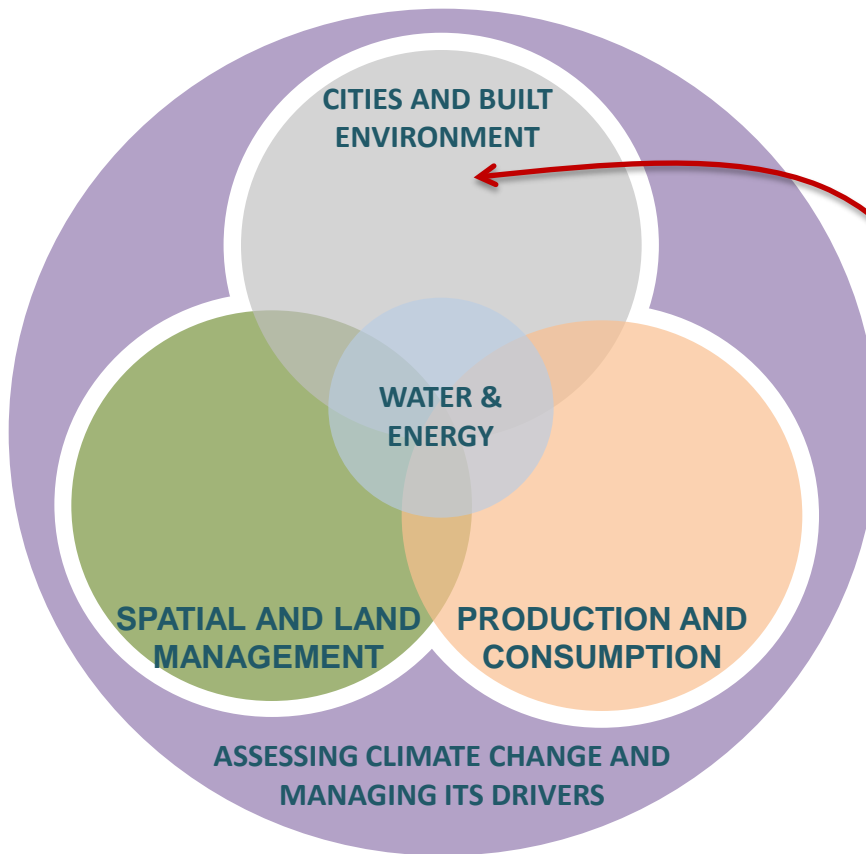 CITIES AND BUILT
ENVIRONMENT
WATER &
ENERGY
SPATIAL AND LAND
MANAGEMENT
PRODUCTION AND
CONSUMPTION
ASSESSING CLIMATE CHANGE AND
MANAGING ITS DRIVERS